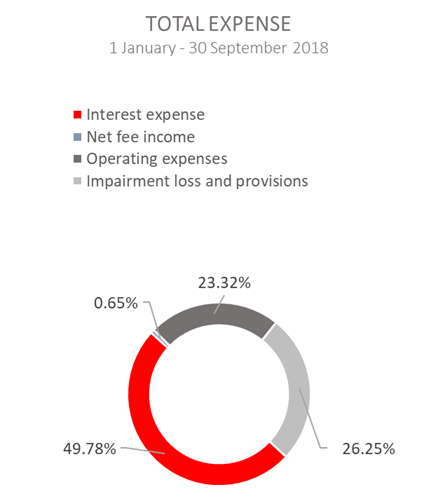 TOTAL EXPENSE
1 January - 30 September 2018
Interest expense
Net fee income
Operating expenses
Impairment loss and provisions
23.32%
0.65%
49.78%
26.25%